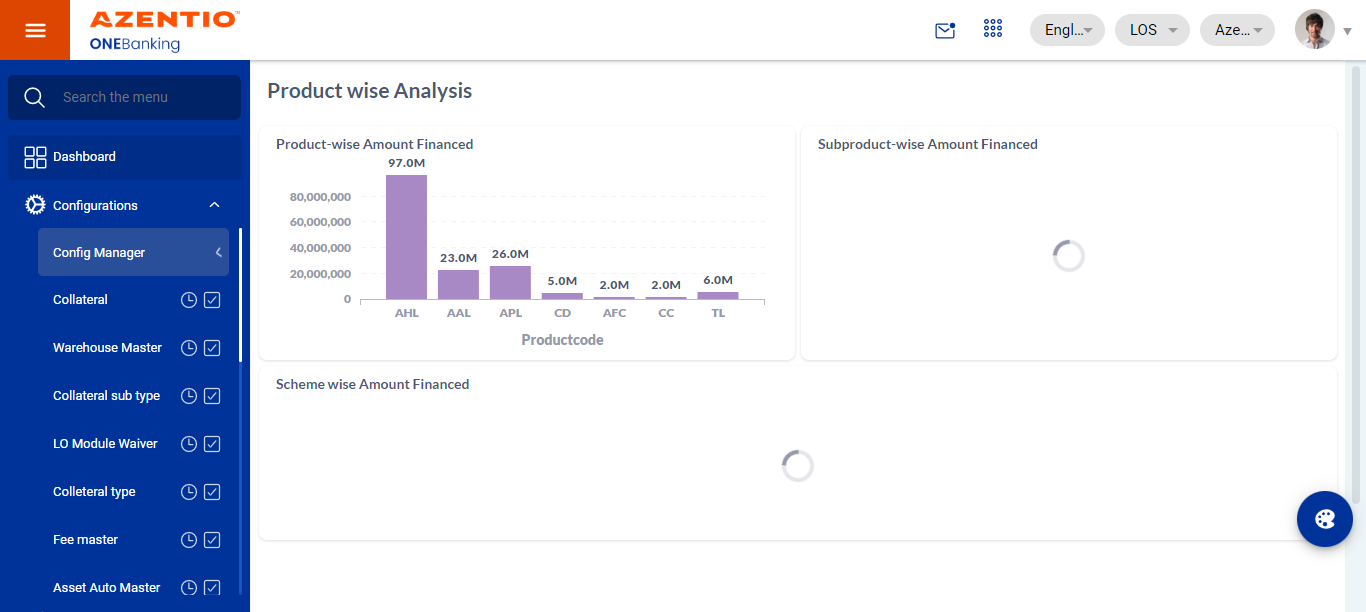 AZENTIO™
ONEBanking
Engl...
LOS
Aze...
Search the menu
Dashboard
Configurations
Config Manager
Collateral
Warehouse Master
Collateral sub type
LO Module Waiver
Colleteral type
Fee master
Asset Auto Master
Product wise Analysis
Product-wise Amount Financed
97.0M
80,000,000
60,000,000
40,000,000
20,000,000
0
23.0M
26.0M
5.0M
2.0M
2.0M
6.0M
AHL AAL APL CD AFC CC TL
Productcode
Subproduct-wise Amount Financed
Scheme wise Amount Financed